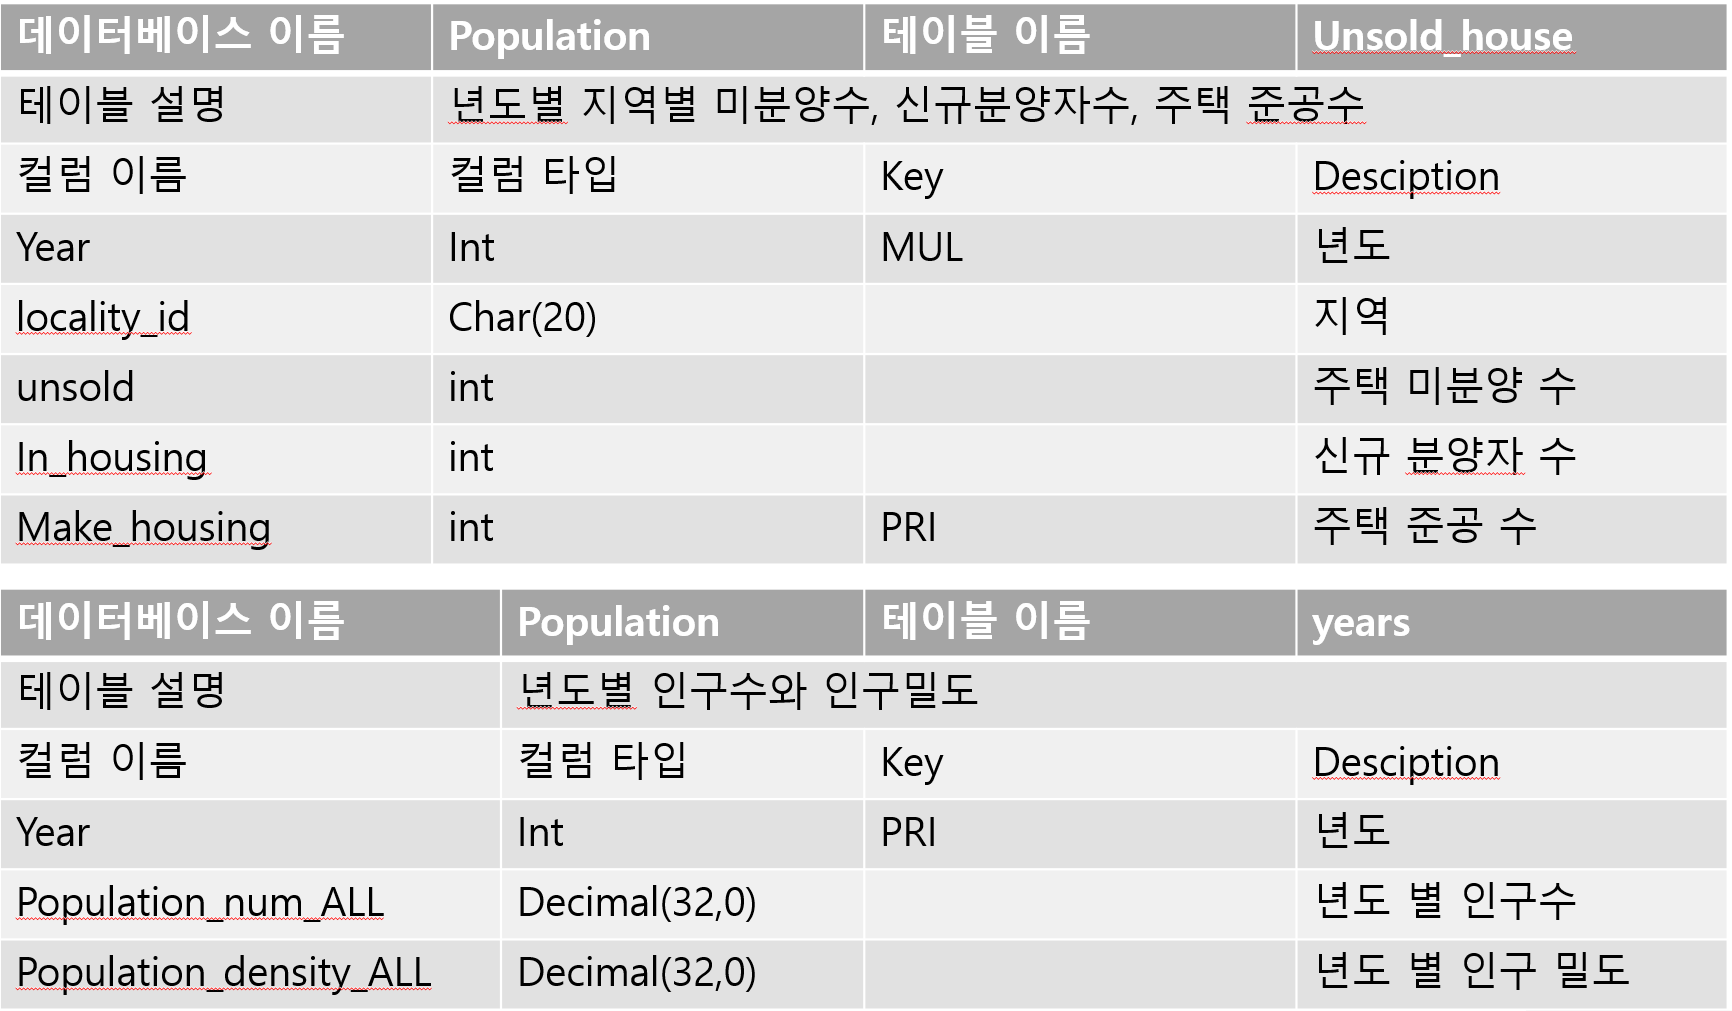 데이터베이스 이름 Population 테이블 이름 Unsold_house
테이블 설명 년도별 지역별 미분양수, 신규분양자수, 주택 준공수
컬럼 이름 컬럼 타입 Key Desciption
Year Int MUL 년도
locality_id Char(20) 지역
unsold int 주택 미분양 수
In_housing int 신규 분양자 수
Make_housing int PRI 주택 준공 수
데이터베이스 이름 Population 테이블 이름 years
테이블 설명 년도별 인구수와 인구밀도
컬럼 이름 컬럼 타입 Key Desciption
Year Int PRI 년도
Population_num_ALL Decimal(32,0) 년도 별 인구수
Population_density_ALL Decimal(32,0) 년도 별 인구 밀도